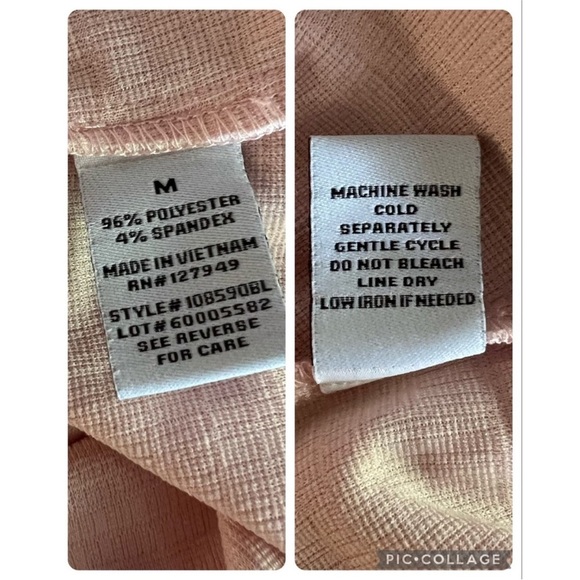 M
96% POLYESTER
4% SPANDEX
MADE IN VIETNAM
RN#127949
STYLE# 10859OBL
LOT# 60005582
SEE REVERSE
FOR CARE
MACHINE WASH
COLD
SEPARATELY
GENTLE CYCLE
DO NOT BLEACH
LINE DRY
LOW IRON IF NEEDED
PIC•COLLAGE